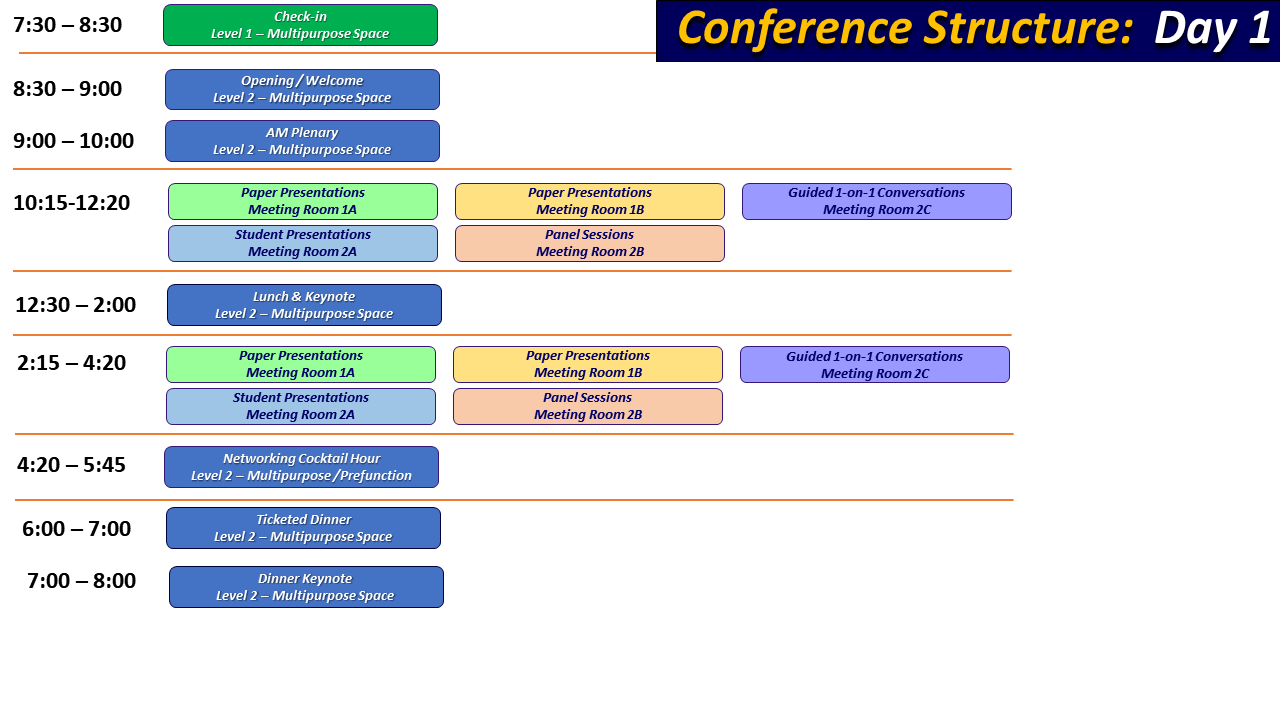 Conference Structure: Day 1
7:30 – 8:30
Check-in
Level 1 – Multipurpose Space
8:30 – 9:00
Opening / Welcome
Level 2 – Multipurpose Space
9:00 – 10:00
AM Plenary
Level 2 – Multipurpose Space
10:15-12:20
Paper Presentations
Meeting Room 1A
Paper Presentations
Meeting Room 1B
Guided 1-on-1 Conversations
Meeting Room 2C
Student Presentations
Meeting Room 2A
Panel Sessions
Meeting Room 2B
12:30 – 2:00
Lunch & Keynote
Level 2 – Multipurpose Space
2:15 – 4:20
Paper Presentations
Meeting Room 1A
Paper Presentations
Meeting Room 1B
Guided 1-on-1 Conversations
Meeting Room 2C
Student Presentations
Meeting Room 2A
Panel Sessions
Meeting Room 2B
4:20 – 5:45
Networking Cocktail Hour
Level 2 – Multipurpose /Prefunction
6:00 – 7:00
Ticketed Dinner
Level 2 – Multipurpose Space
7:00 – 8:00
Dinner Keynote
Level 2 – Multipurpose Space